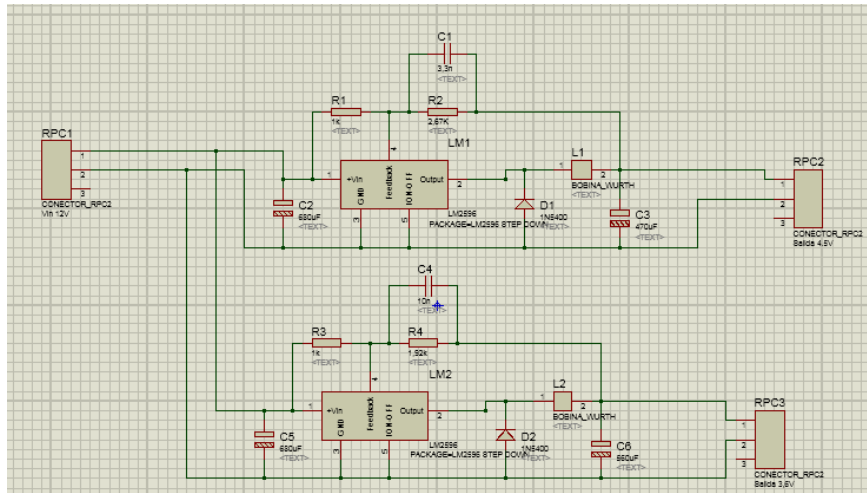 C1
3,3n
<TEXT>
R1
1k
<TEXT>
R2
2,67K
<TEXT>
RPC1
1
2
3
CONECTOR_RPC2
Vin 12V
LM1
1
+Vin
Feedback
4
Output
2
GND
3
ION-OFF
5
LM2596
PACKAGE=LM2596 STEP DOWN
C2
680uF
<TEXT>
D1
1N5400
<TEXT>
L1
1
2
BOBINA_WURTH
<TEXT>
C3
470uF
<TEXT>
RPC2
1
2
3
CONECTOR_RPC2
Salida 4.5V
C4
10n
<TEXT>
R3
1k
<TEXT>
R4
1,92k
<TEXT>
LM2
1
+Vin
Feedback
4
Output
2
GND
3
ION-OFF
5
LM2596
PACKAGE=LM2596 STEP DOWN
C5
680uF
<TEXT>
D2
1N5400
<TEXT>
L2
1
2
BOBINA_WURTH
<TEXT>
C6
560uF
<TEXT>
RPC3
1
2
3
CONECTOR_RPC2
Salida 3,6V